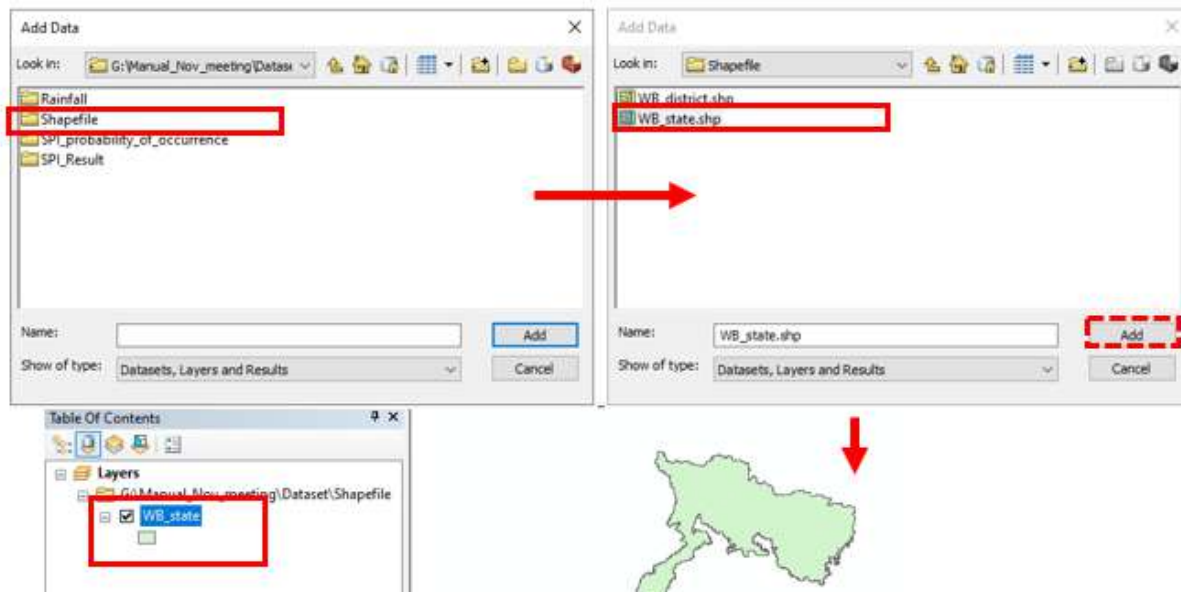 Add Data
Look in: G:\Manual_Nov_meeting\Datase
Rainfall
Shapefile
SPI_probability_of_occurrence
SPI_Result
Name:
Add
Show of type: Datasets, Layers and Results
Cancel
Add Data
Look in: Shapefile
WB_district.shp
WB_state.shp
Name: WB_state.shp
Add
Show of type: Datasets, Layers and Results
Cancel
Table Of Contents
Layers
G:\Manual_Nov_meeting\Dataset\Shapefile
WB_state